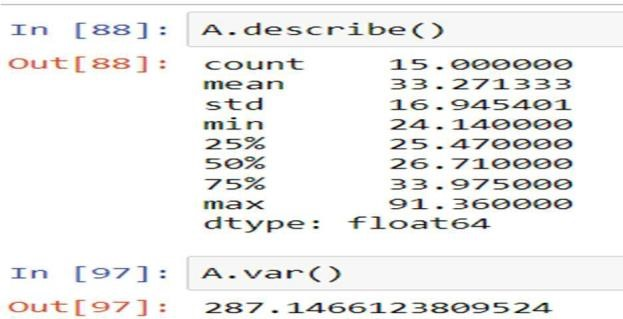 In [88]: A.describe()
Out[88]: count 15.000000
mean 33.271333
std 16.945401
min 24.140000
25% 25.470000
50% 26.710000
75% 33.975000
max 91.360000
dtype: float64
In [97]: A.var()
Out[97]: 287.1466123809524